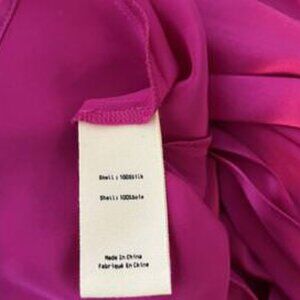 Shell: 100%Silk
Shell: 100%Soie
Made In China
Fabriqué En Chine